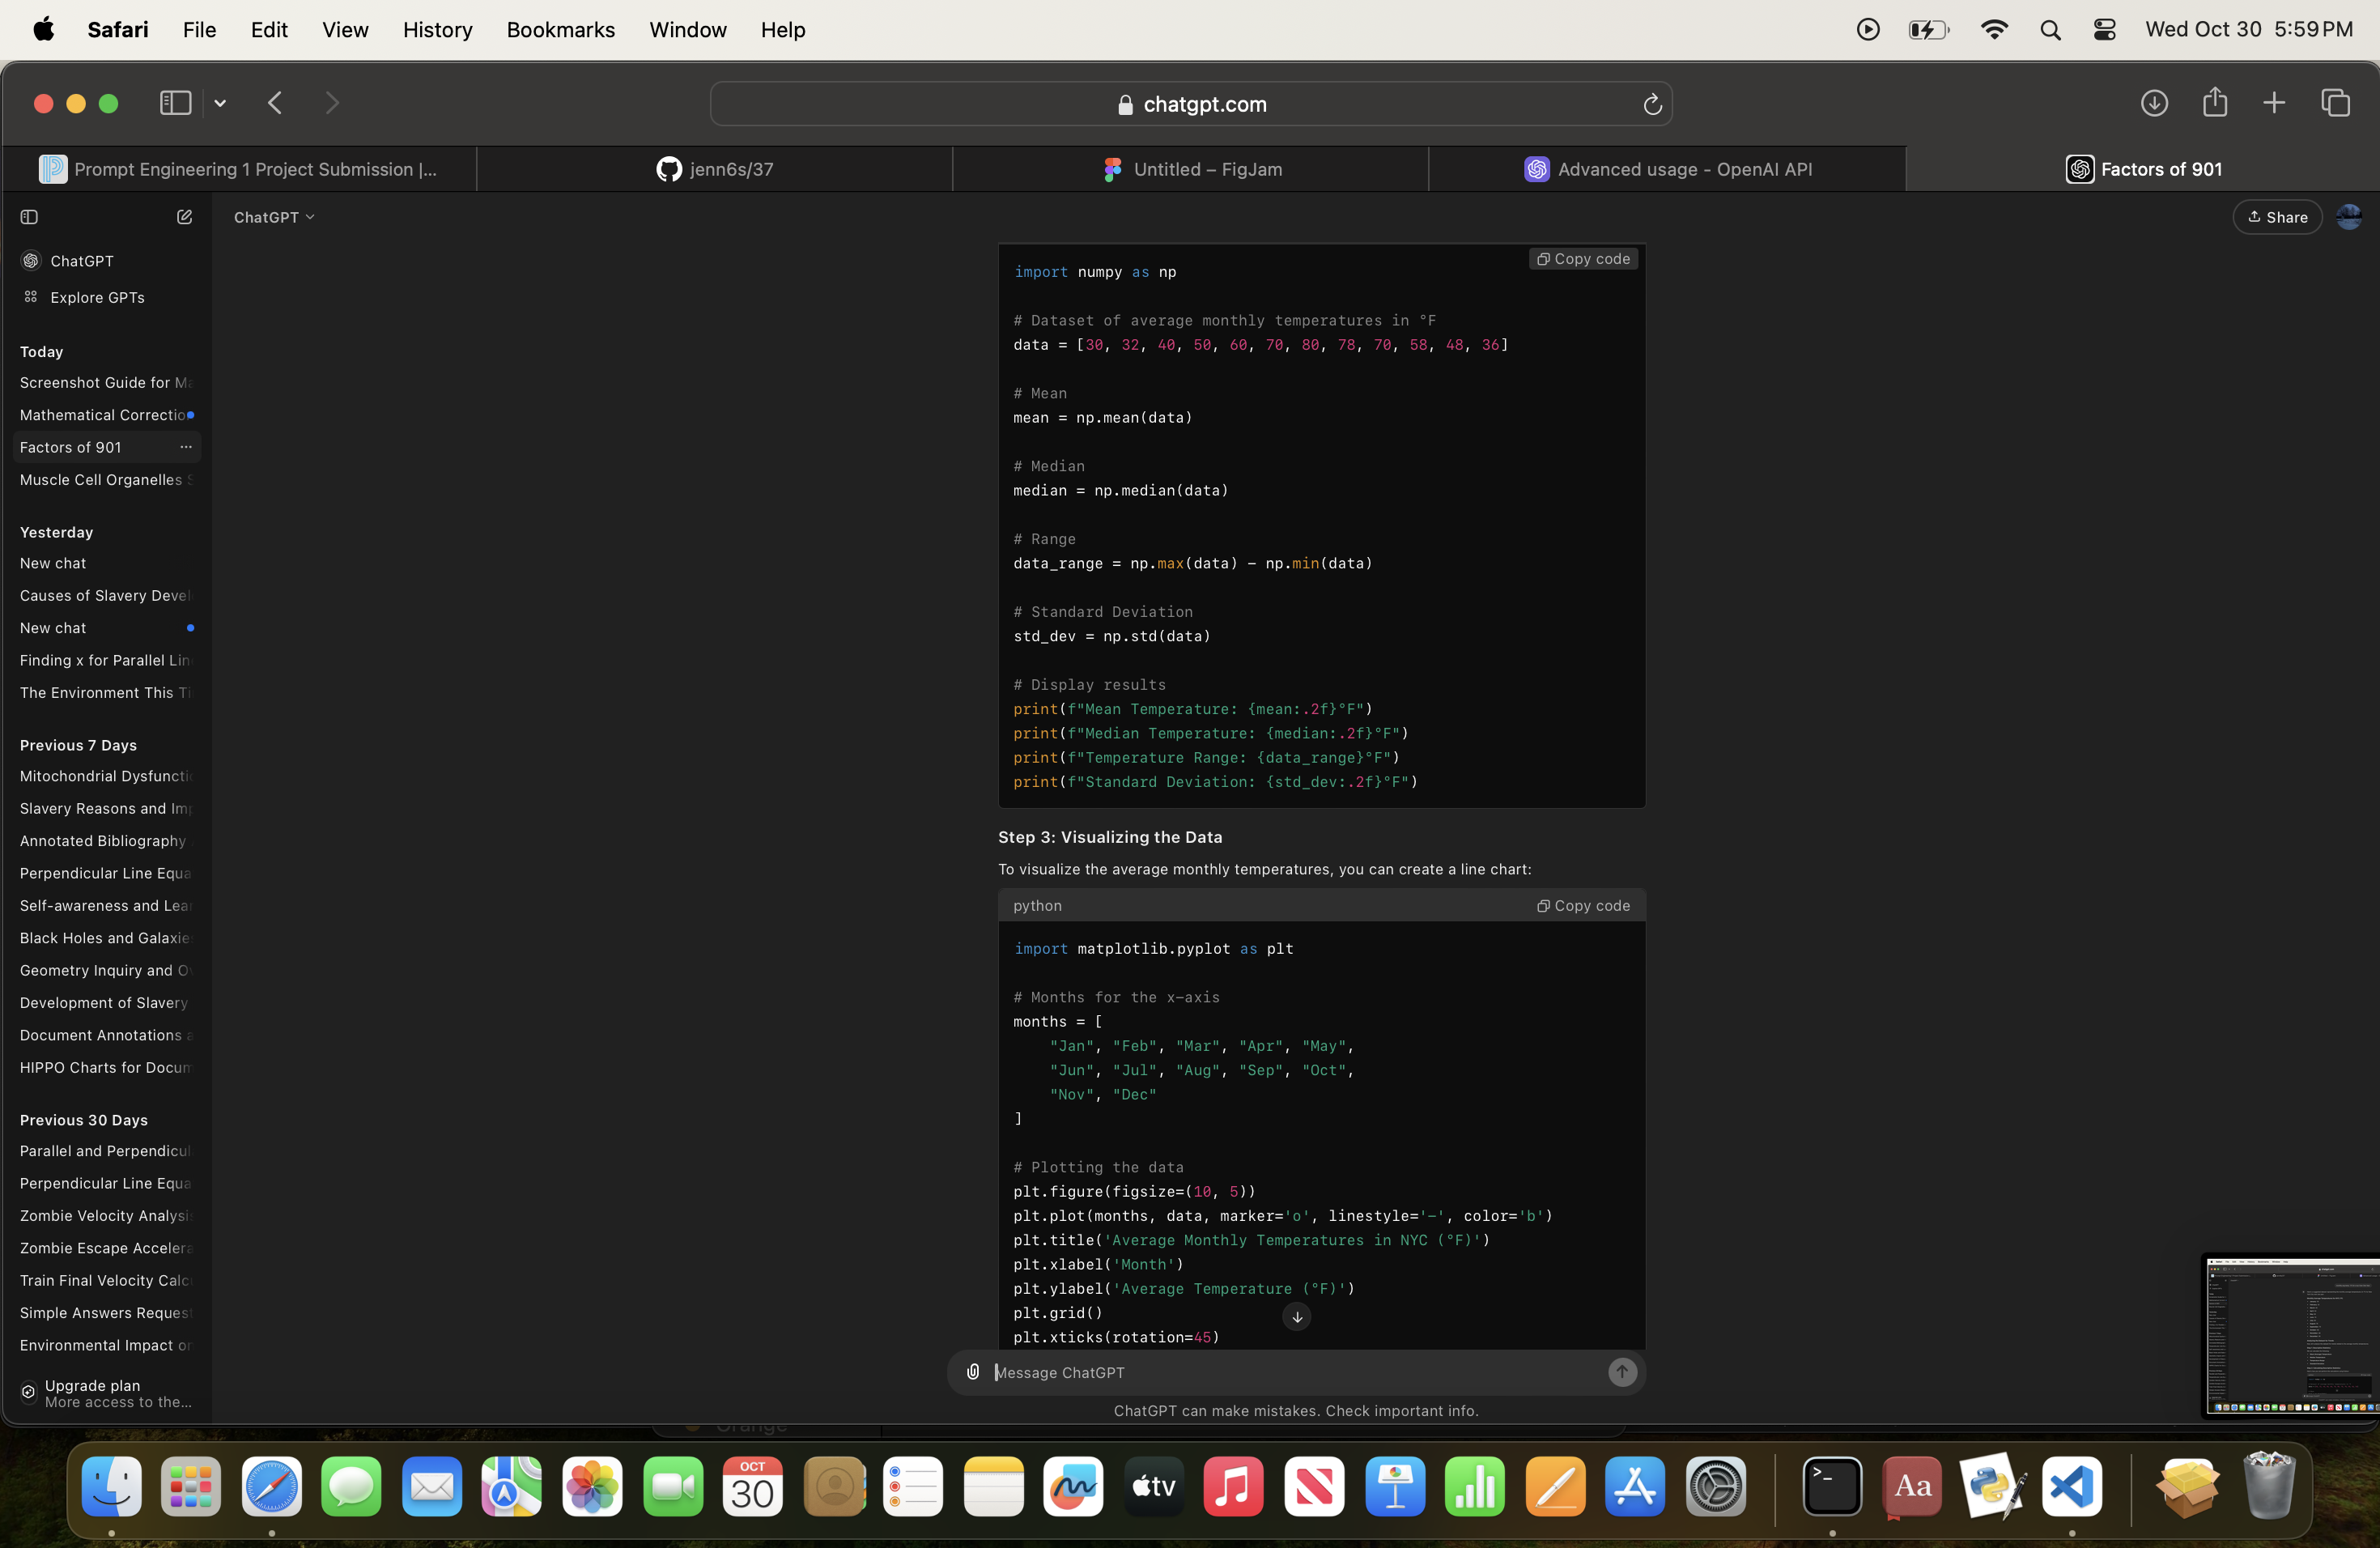 Safari File Edit View History Bookmarks Window Help Wed Oct 30 5:59 PM
chatgpt.com
Prompt Engineering 1 Project Submission |... jenn6s/37 Untitled – FigJam Advanced usage - OpenAI API Factors of 901
ChatGPT Share
ChatGPT
Explore GPTs
Today
Screenshot Guide for Ma
Mathematical Correctio
Factors of 901 ...
Muscle Cell Organelles S
Yesterday
New chat
Causes of Slavery Devel
New chat
Finding x for Parallel Lin
The Environment This Ti
Previous 7 Days
Mitochondrial Dysfuncti
Slavery Reasons and Imp
Annotated Bibliography
Perpendicular Line Equa
Self-awareness and Lear
Black Holes and Galaxie
Geometry Inquiry and Ov
Development of Slavery
Document Annotations a
HIPPO Charts for Docum
Previous 30 Days
Parallel and Perpendicul
Perpendicular Line Equa
Zombie Velocity Analysis
Zombie Escape Accelera
Train Final Velocity Calcu
Simple Answers Request
Environmental Impact on
Upgrade plan
More access to the...
Copy code
import numpy as np
# Dataset of average monthly temperatures in °F
data = [30, 32, 40, 50, 60, 70, 80, 78, 70, 58, 48, 36]
# Mean
mean = np.mean(data)
# Median
median = np.median(data)
# Range
data_range = np.max(data) - np.min(data)
# Standard Deviation
std_dev = np.std(data)
# Display results
print(f"Mean Temperature: {mean:.2f}°F")
print(f"Median Temperature: {median:.2f}°F")
print(f"Temperature Range: {data_range}°F")
print(f"Standard Deviation: {std_dev:.2f}°F")
Step 3: Visualizing the Data
To visualize the average monthly temperatures, you can create a line chart:
python Copy code
import matplotlib.pyplot as plt
# Months for the x-axis
months = [
"Jan", "Feb", "Mar", "Apr", "May",
"Jun", "Jul", "Aug", "Sep", "Oct",
"Nov", "Dec"
]
# Plotting the data
plt.figure(figsize=(10, 5))
plt.plot(months, data, marker='o', linestyle='-', color='b')
plt.title('Average Monthly Temperatures in NYC (°F)')
plt.xlabel('Month')
plt.ylabel('Average Temperature (°F)')
plt.grid()
plt.xticks(rotation=45)
Message ChatGPT
ChatGPT can make mistakes. Check important info.
Orange
OCT
30
tv
>_
Aa